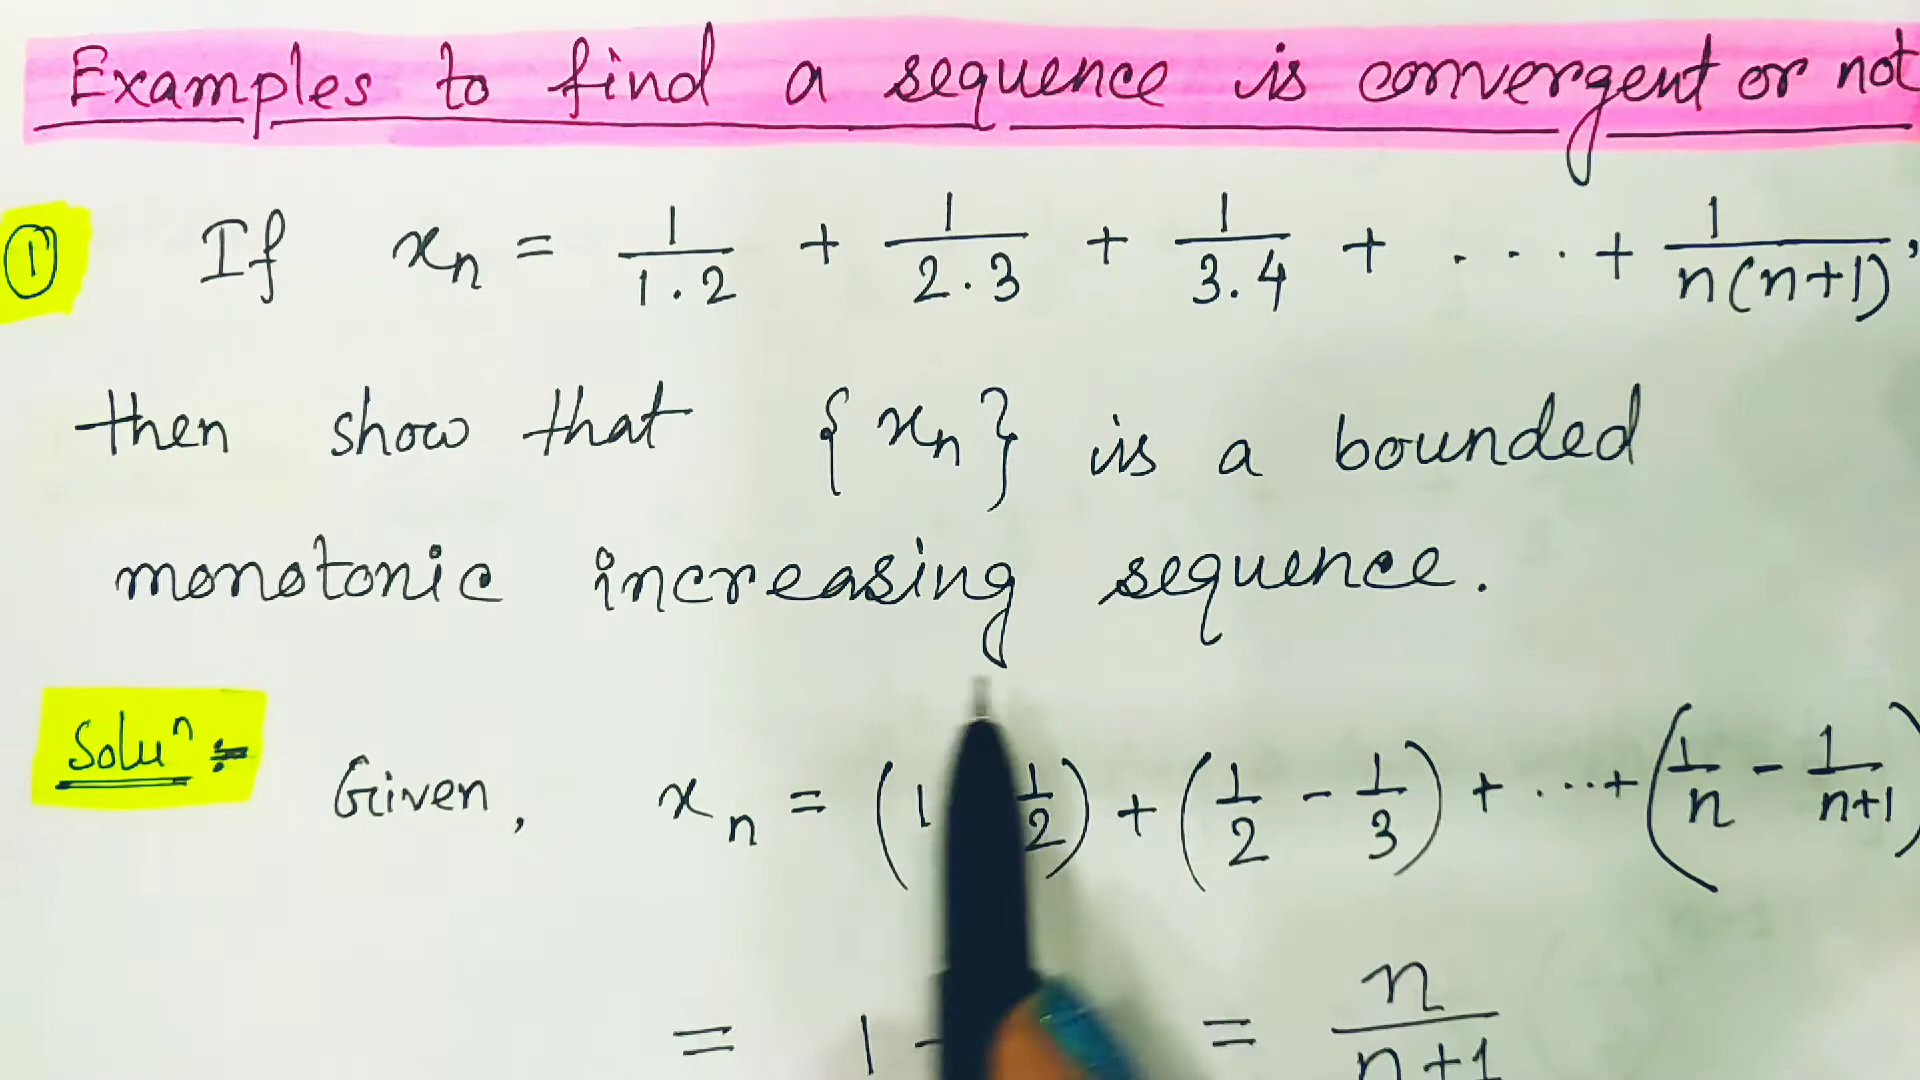 Examples to find a sequence is convergent or not
① If xₙ = 1/1.2 + 1/2.3 + 1/3.4 + . . . + 1/n(n+1),
then show that {xₙ} is a bounded
monotonic increasing sequence.
Soluⁿ := Given, xₙ = (1 1/2) + (1/2 - 1/3) + ...+ (1/n - 1/n+1)
= 1 - = n/n+1